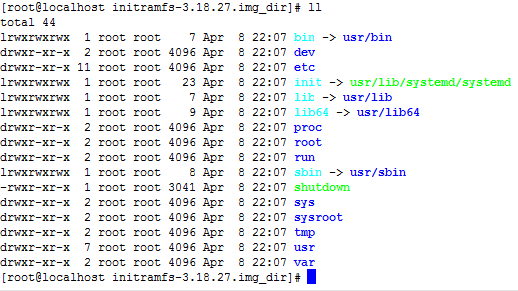 [root@localhost initramfs-3.18.27.img_dir]# ll
total 44
lrwxrwxrwx  1 root root    7 Apr  8 22:07 bin -> usr/bin
drwxr-xr-x  2 root root 4096 Apr  8 22:07 dev
drwxr-xr-x 11 root root 4096 Apr  8 22:07 etc
lrwxrwxrwx  1 root root   23 Apr  8 22:07 init -> usr/lib/systemd/systemd
lrwxrwxrwx  1 root root    7 Apr  8 22:07 lib -> usr/lib
lrwxrwxrwx  1 root root    9 Apr  8 22:07 lib64 -> usr/lib64
drwxr-xr-x  2 root root 4096 Apr  8 22:07 proc
drwxr-xr-x  2 root root 4096 Apr  8 22:07 root
drwxr-xr-x  2 root root 4096 Apr  8 22:07 run
lrwxrwxrwx  1 root root    8 Apr  8 22:07 sbin -> usr/sbin
-rwxr-xr-x  1 root root 3041 Apr  8 22:07 shutdown
drwxr-xr-x  2 root root 4096 Apr  8 22:07 sys
drwxr-xr-x  2 root root 4096 Apr  8 22:07 sysroot
drwxr-xr-x  2 root root 4096 Apr  8 22:07 tmp
drwxr-xr-x  7 root root 4096 Apr  8 22:07 usr
drwxr-xr-x  2 root root 4096 Apr  8 22:07 var
[root@localhost initramfs-3.18.27.img_dir]#